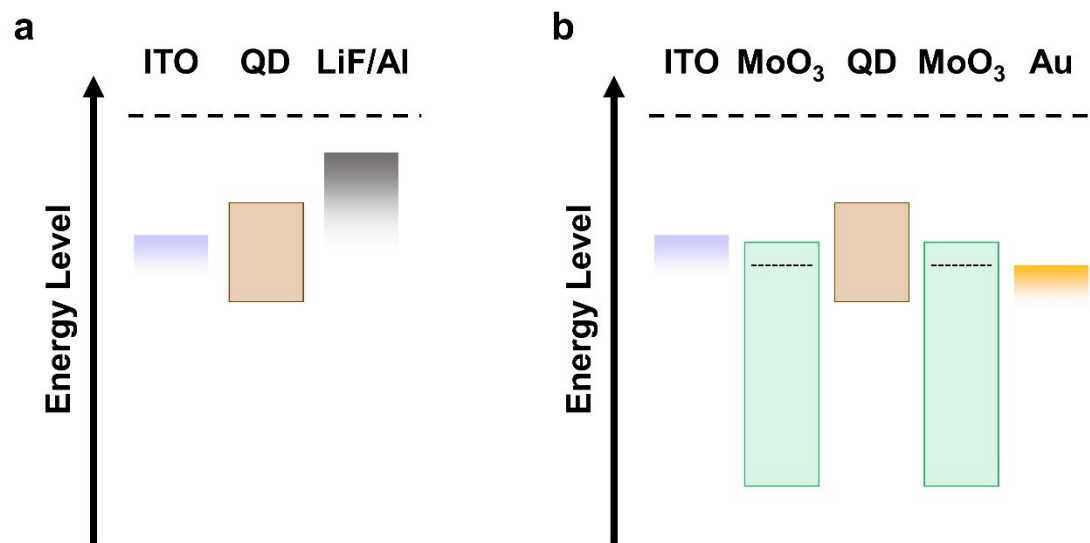 a
ITO QD LiF/Al
Energy Level
b
ITO MoO₃ QD MoO₃ Au
Energy Level